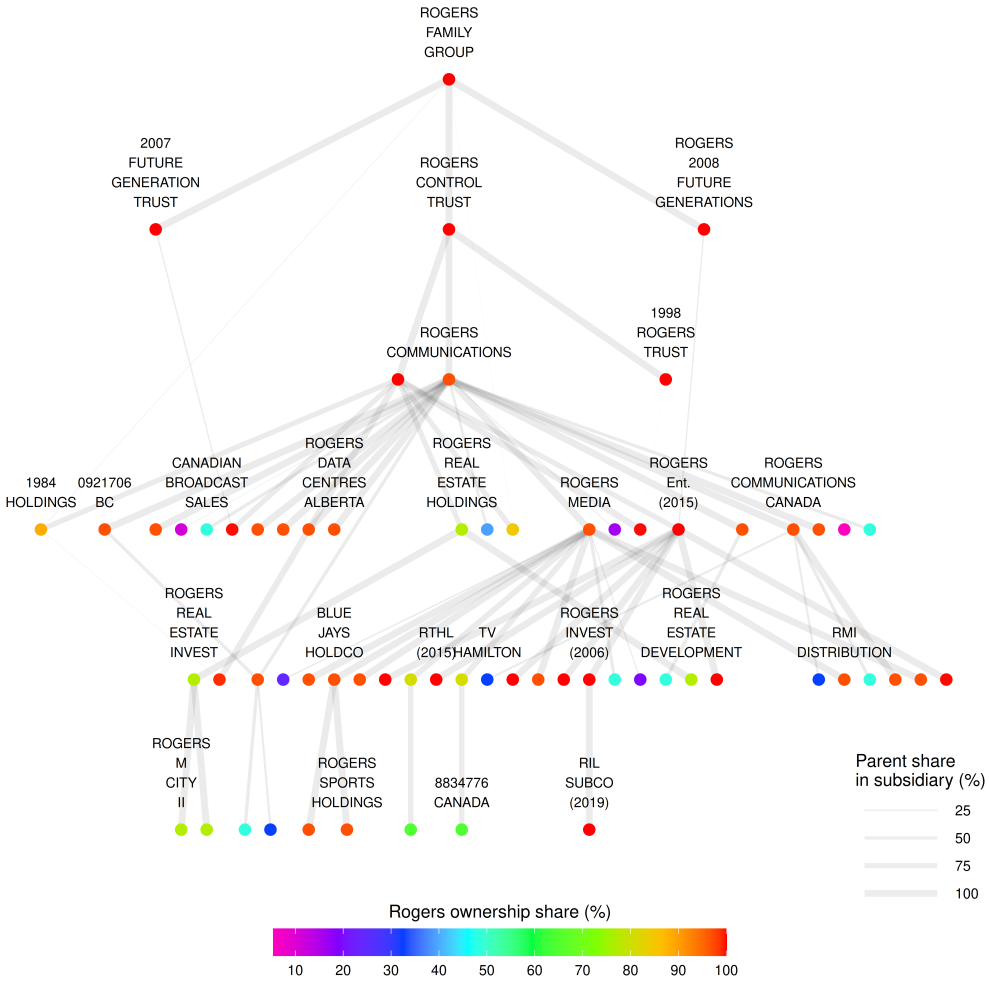 ROGERS
FAMILY
GROUP
2007
FUTURE
GENERATION
TRUST
ROGERS
CONTROL
TRUST
ROGERS
2008
FUTURE
GENERATIONS
ROGERS
COMMUNICATIONS
1998
ROGERS
TRUST
1984
HOLDINGS
0921706
BC
CANADIAN
BROADCAST
SALES
ROGERS
DATA
CENTRES
ALBERTA
ROGERS
REAL
ESTATE
HOLDINGS
ROGERS
MEDIA
ROGERS
Ent.
(2015)
ROGERS
COMMUNICATIONS
CANADA
ROGERS
REAL
ESTATE
INVEST
BLUE
JAYS
HOLDCO
RTHL
(2015)
TV
HAMILTON
ROGERS
INVEST
(2006)
ROGERS
REAL
ESTATE
DEVELOPMENT
RMI
DISTRIBUTION
ROGERS
M
CITY
II
ROGERS
SPORTS
HOLDINGS
8834776
CANADA
RIL
SUBCO
(2019)
Parent share
in subsidiary (%)
25
50
75
100
Rogers ownership share (%)
10 20 30 40 50 60 70 80 90 100